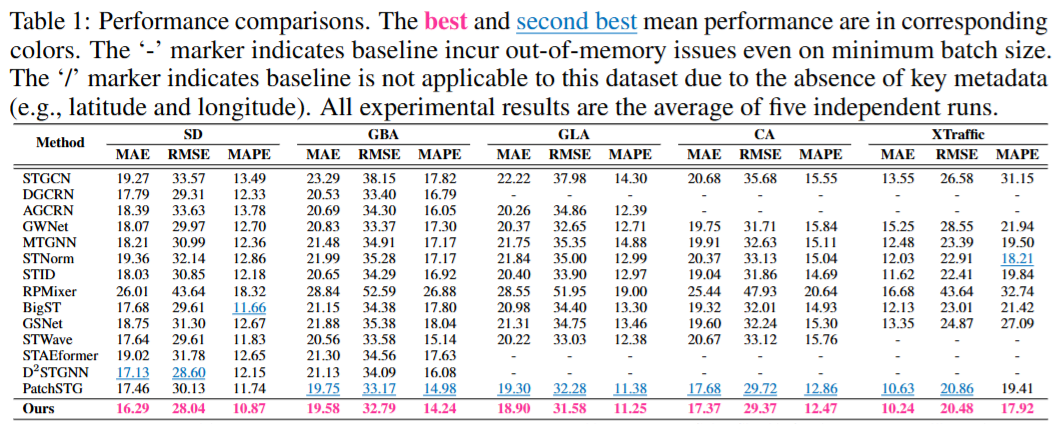 Table 1: Performance comparisons. The best and second best mean performance are in corresponding
colors. The ‘-’ marker indicates baseline incur out-of-memory issues even on minimum batch size.
The ‘/’ marker indicates baseline is not applicable to this dataset due to the absence of key metadata
(e.g., latitude and longitude). All experimental results are the average of five independent runs.
Method SD GBA GLA CA XTraffic
MAE RMSE MAPE MAE RMSE MAPE MAE RMSE MAPE MAE RMSE MAPE MAE RMSE MAPE
STGCN 19.27 33.57 13.49 23.29 38.15 17.82 22.22 37.98 14.30 20.68 35.68 15.55 13.55 26.58 31.15
DGCRN 17.79 29.31 12.33 20.53 33.40 16.79 - - - - - - - - -
AGCRN 18.39 33.63 13.78 20.69 34.30 16.05 20.26 34.86 12.39 - - - - - -
GWNet 18.07 29.97 12.70 20.83 33.37 17.30 20.37 32.65 12.71 19.75 31.71 15.84 15.25 28.55 21.94
MTGNN 18.21 30.99 12.36 21.48 34.91 17.17 21.75 35.35 14.88 19.91 32.63 15.11 12.48 23.39 19.50
STNorm 19.36 32.14 12.86 21.99 35.28 17.17 21.84 35.00 12.99 20.37 33.13 15.04 12.03 22.91 18.21
STID 18.03 30.85 12.18 20.65 34.29 16.92 20.40 33.90 12.97 19.04 31.86 14.69 11.62 22.41 19.84
RPMixer 26.01 43.64 18.32 28.84 52.59 26.88 28.55 51.95 19.00 25.44 47.93 20.64 16.68 43.64 32.74
BigST 17.68 29.61 11.66 21.15 34.38 17.80 20.98 34.40 13.30 19.32 32.01 14.93 12.13 23.01 21.42
GSNet 18.75 31.30 12.67 21.88 35.38 18.04 21.31 34.75 13.46 19.60 32.24 15.30 13.35 24.87 27.09
STWave 17.64 29.61 11.83 20.56 33.58 15.14 20.22 33.03 12.38 20.67 33.12 15.76 - - -
STAEformer 19.02 31.78 12.65 21.30 34.56 17.63 - - - - - - - - -
D²STGNN 17.13 28.60 12.15 21.13 34.09 16.08 - - - - - - - - -
PatchSTG 17.46 30.13 11.74 19.75 33.17 14.98 19.30 32.28 11.38 17.68 29.72 12.86 10.63 20.86 19.41
Ours 16.29 28.04 10.87 19.58 32.79 14.24 18.90 31.58 11.25 17.37 29.37 12.47 10.24 20.48 17.92